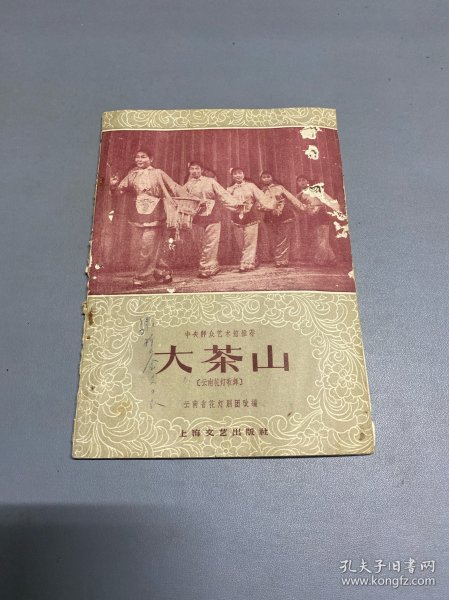 中央群众艺术馆推荐
大茶山
〔云南花灯歌舞〕
云南省花灯剧团改编
上海文艺出版社
孔夫子旧书网
www.kongfz.com